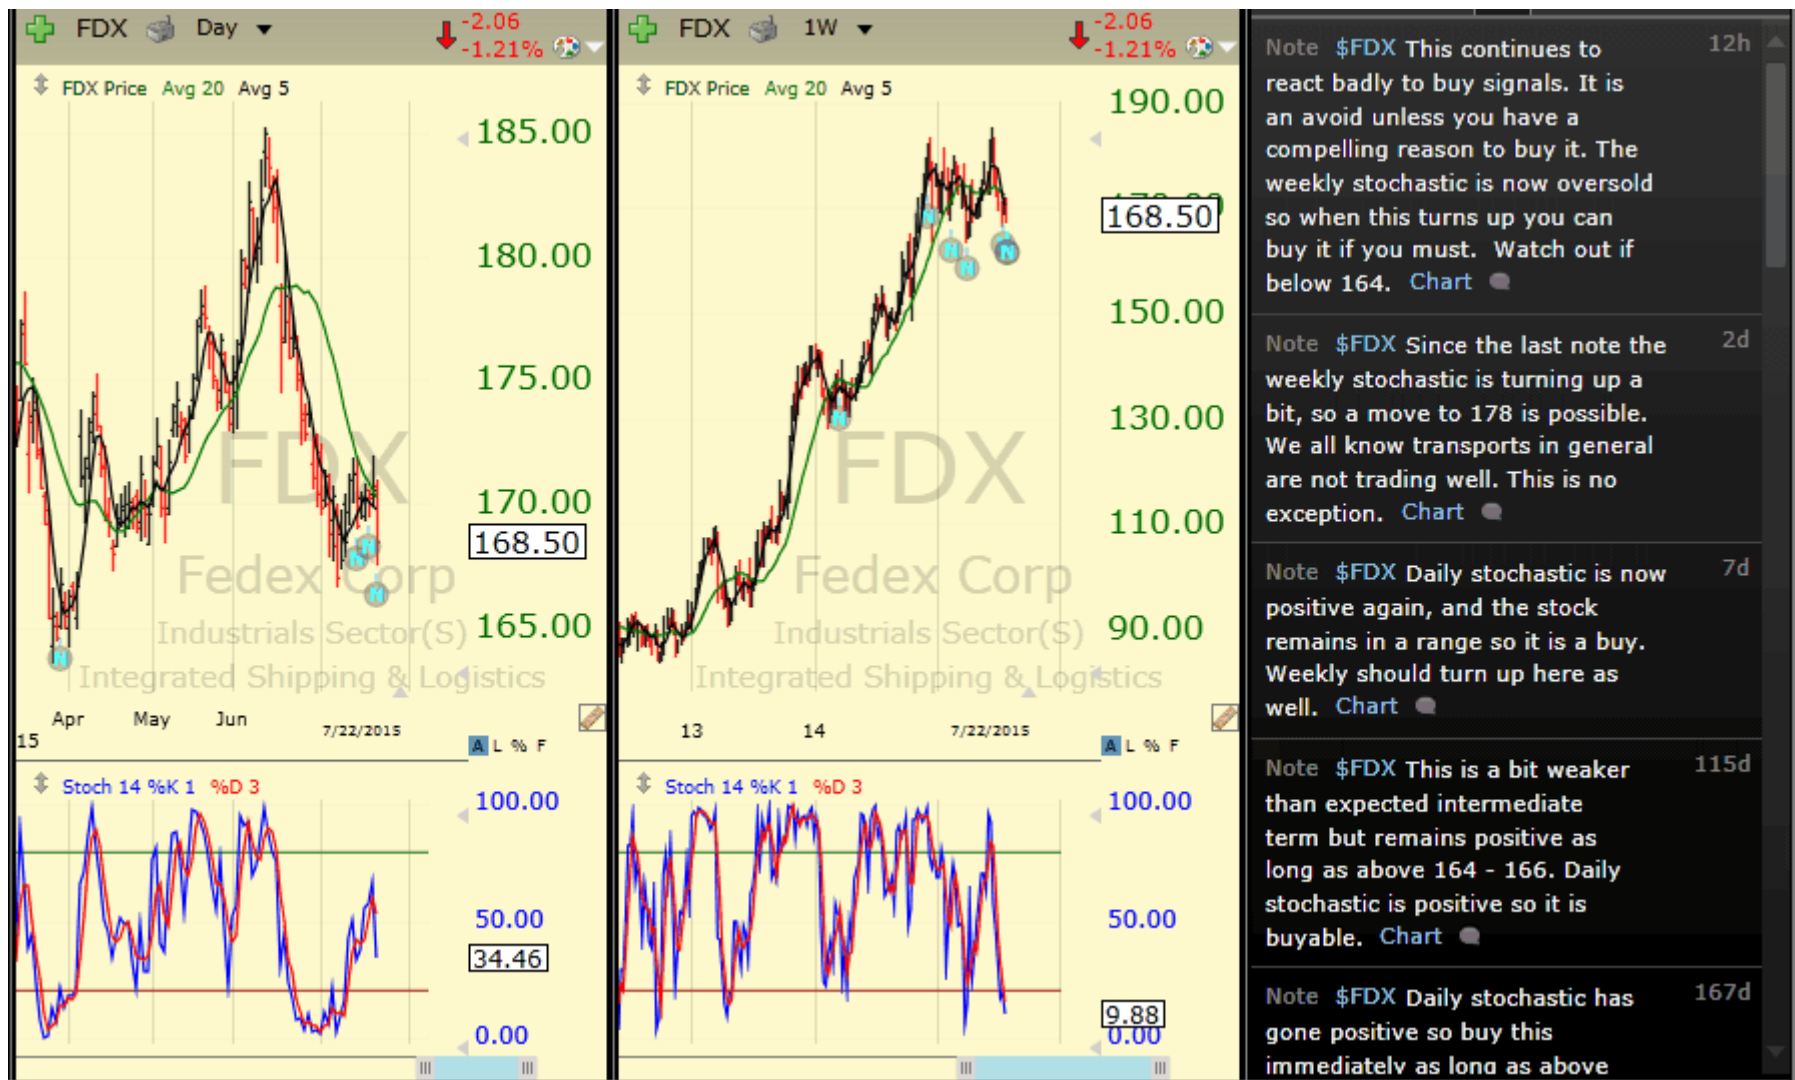 FDX Day
-2.06
-1.21%
FDX Price Avg 20 Avg 5
185.00
180.00
175.00
170.00
168.50
165.00
FDX
Fedex Corp
Industrials Sector(S)
Integrated Shipping & Logistics
Apr May Jun
7/22/2015
15
A L % F
Stoch 14 %K 1 %D 3
100.00
50.00
34.46
0.00
FDX 1W
-2.06
-1.21%
FDX Price Avg 20 Avg 5
190.00
170.00
168.50
150.00
130.00
110.00
90.00
FDX
Fedex Corp
Industrials Sector(S)
Integrated Shipping & Logistics
13 14 7/22/2015
A L % F
Stoch 14 %K 1 %D 3
100.00
50.00
9.88
0.00
Note $FDX This continues to 12h
react badly to buy signals. It is
an avoid unless you have a
compelling reason to buy it. The
weekly stochastic is now oversold
so when this turns up you can
buy it if you must. Watch out if
below 164. Chart
Note $FDX Since the last note the 2d
weekly stochastic is turning up a
bit, so a move to 178 is possible.
We all know transports in general
are not trading well. This is no
exception. Chart
Note $FDX Daily stochastic is now 7d
positive again, and the stock
remains in a range so it is a buy.
Weekly should turn up here as
well. Chart
Note $FDX This is a bit weaker 115d
than expected intermediate
term but remains positive as
long as above 164 - 166. Daily
stochastic is positive so it is
buyable. Chart
Note $FDX Daily stochastic has 167d
gone positive so buy this
immediately as long as above